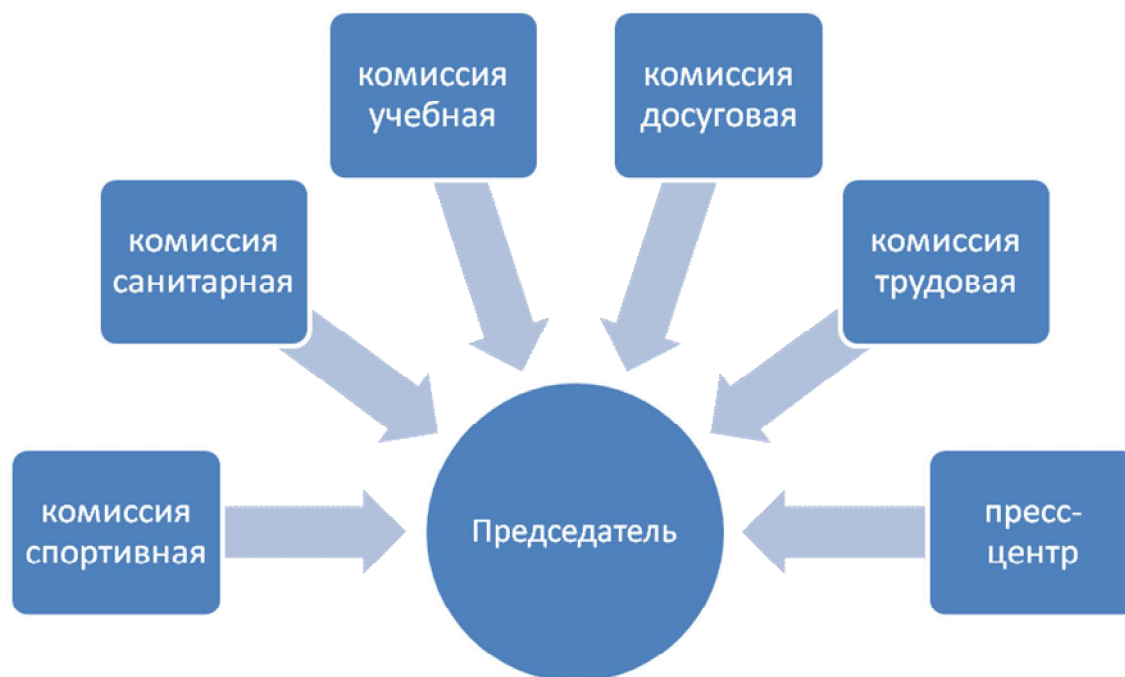 комиссия
учебная
комиссия
досуговая
комиссия
санитарная
комиссия
трудовая
комиссия
спортивная
Председатель
пресс-
центр